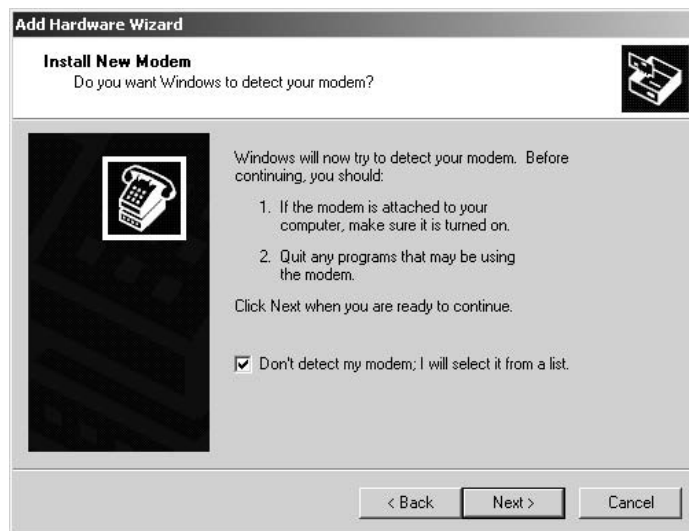 Add Hardware Wizard
Install New Modem
Do you want Windows to detect your modem?
Windows will now try to detect your modem. Before
continuing, you should:
1. If the modem is attached to your
computer, make sure it is turned on.
2. Quit any programs that may be using
the modem.
Click Next when you are ready to continue.
Don't detect my modem; I will select it from a list.
< Back Next > Cancel